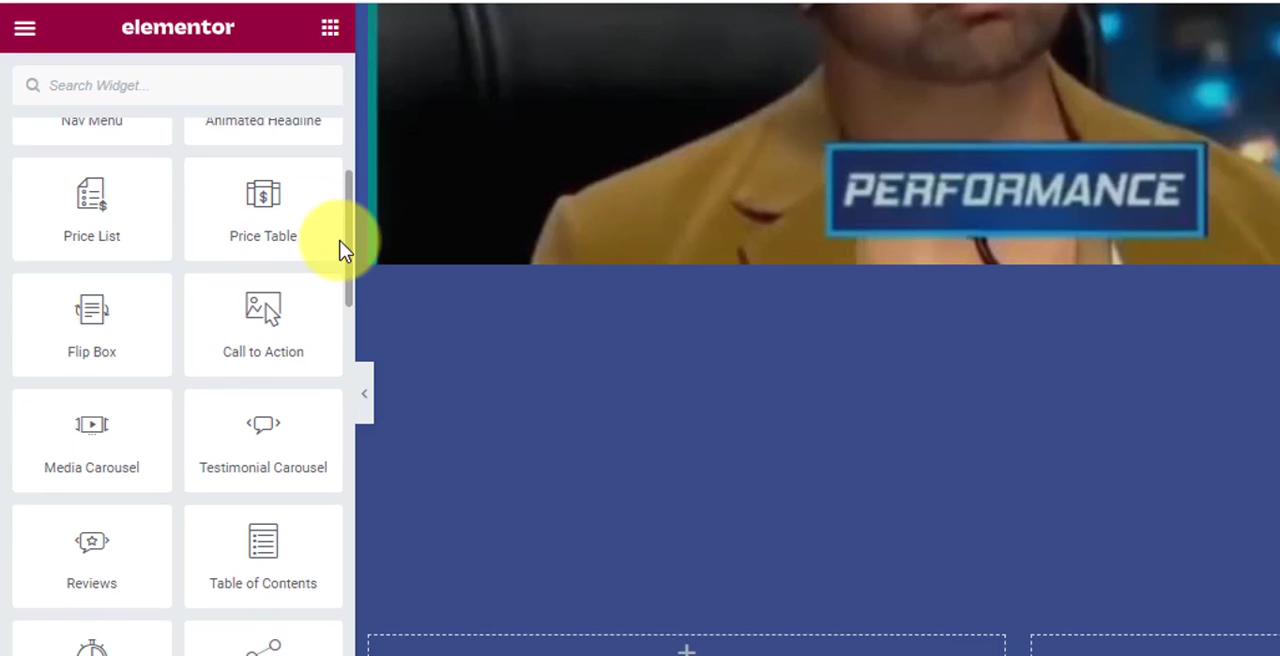 elementor
Search Widget...
Nav Menu
Animated Headline
Price List
Price Table
Flip Box
Call to Action
Media Carousel
Testimonial Carousel
Reviews
Table of Contents
PERFORMANCE